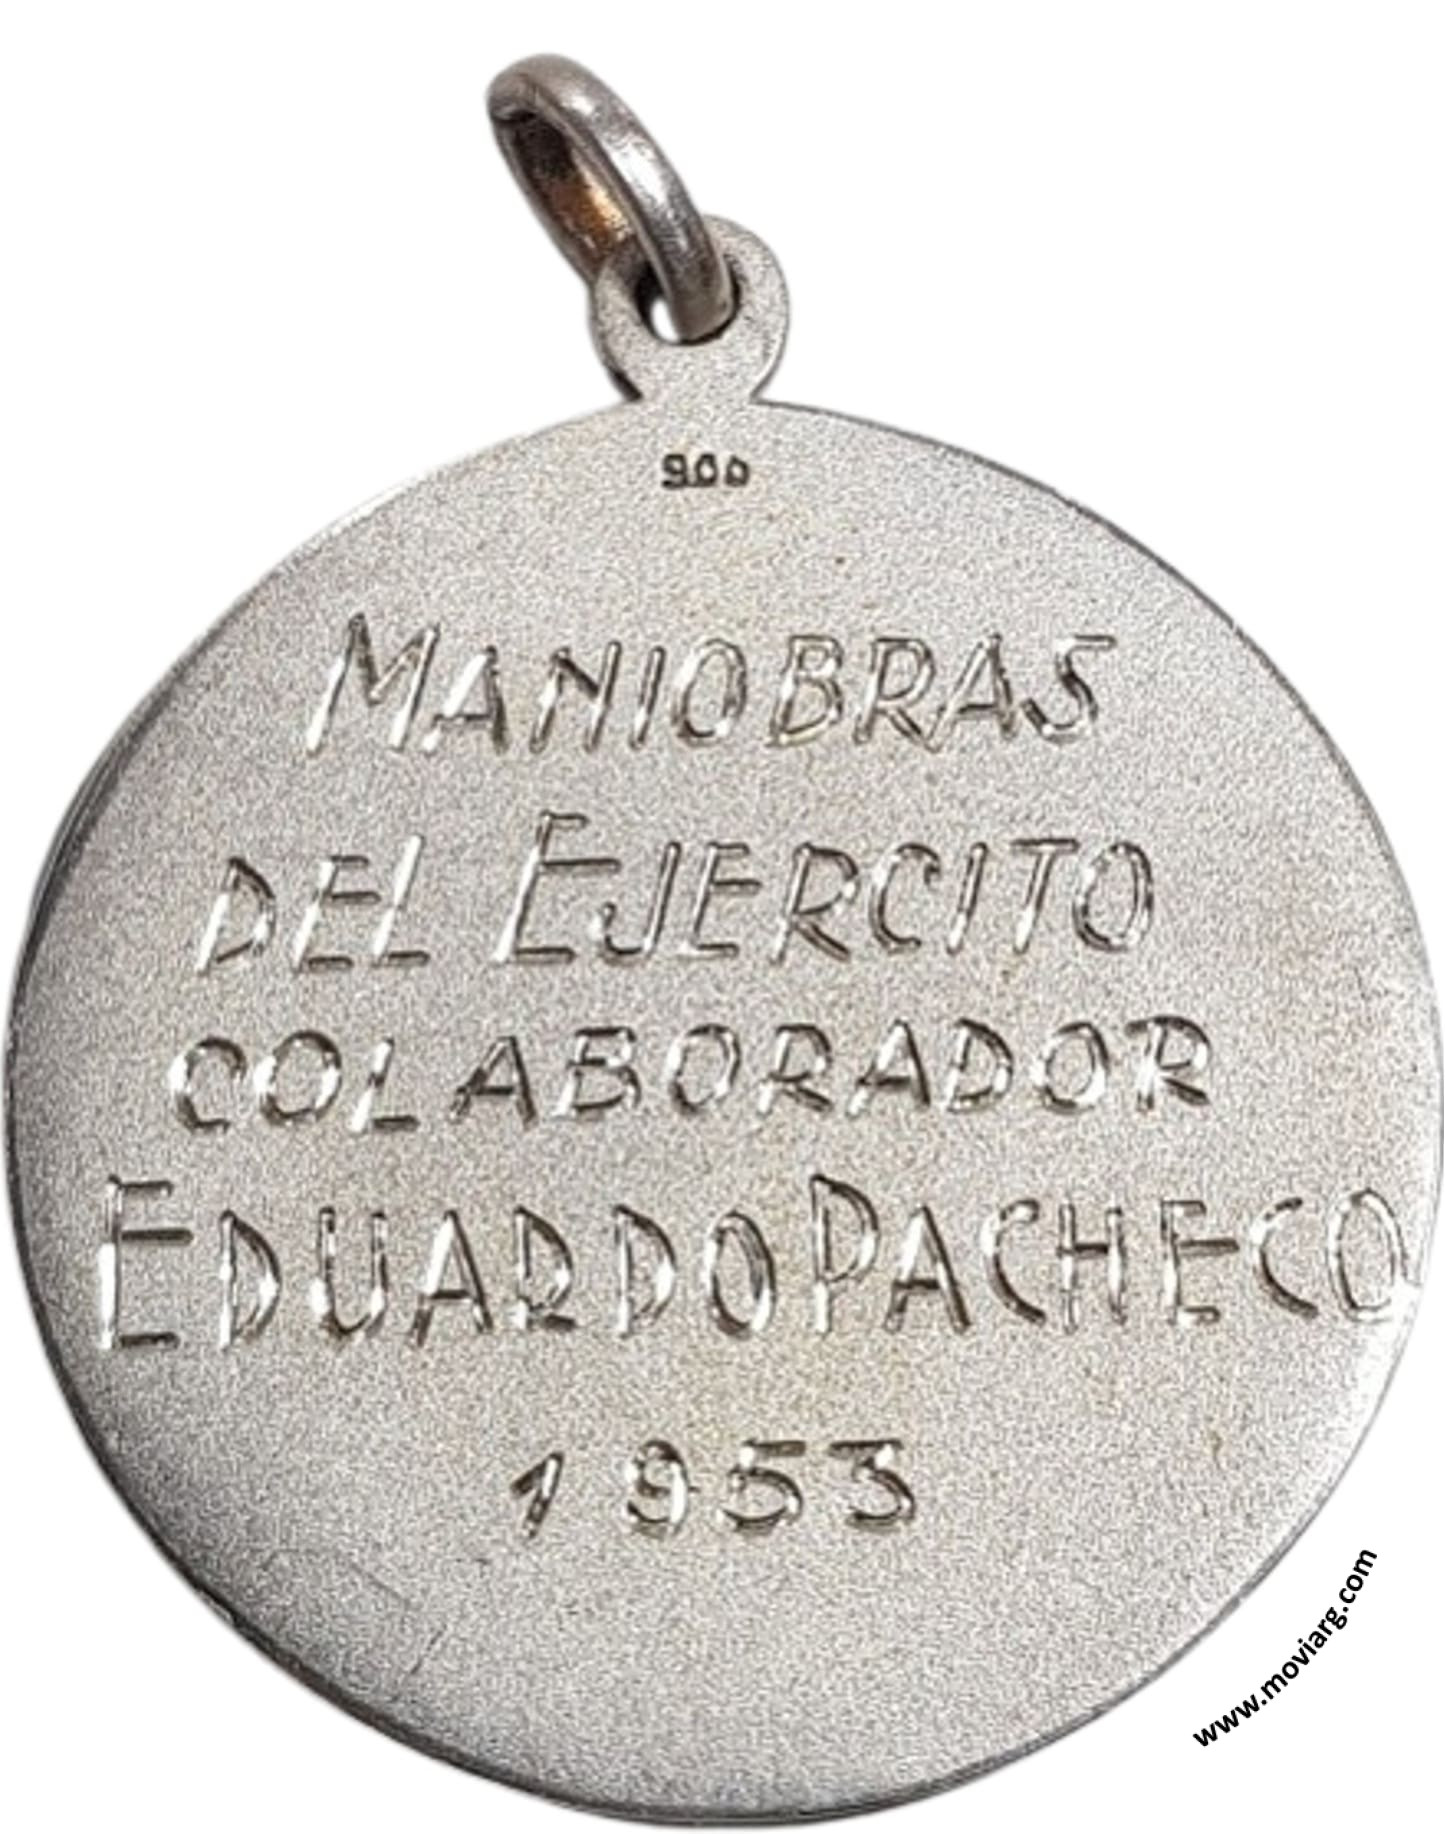 900
MANIOBRAS
DEL EJERCITO
COLABORADOR
EDUARDO PACHECO
1953
www.moviarg.com